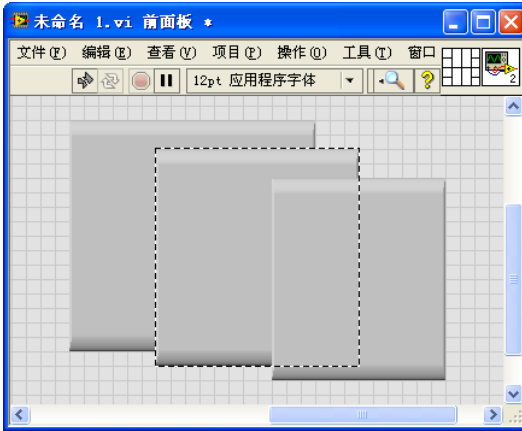 未命名 1.vi 前面板 *
文件(F) 编辑(E) 查看(V) 项目(P) 操作(O) 工具(T) 窗口
12pt 应用程序字体
2